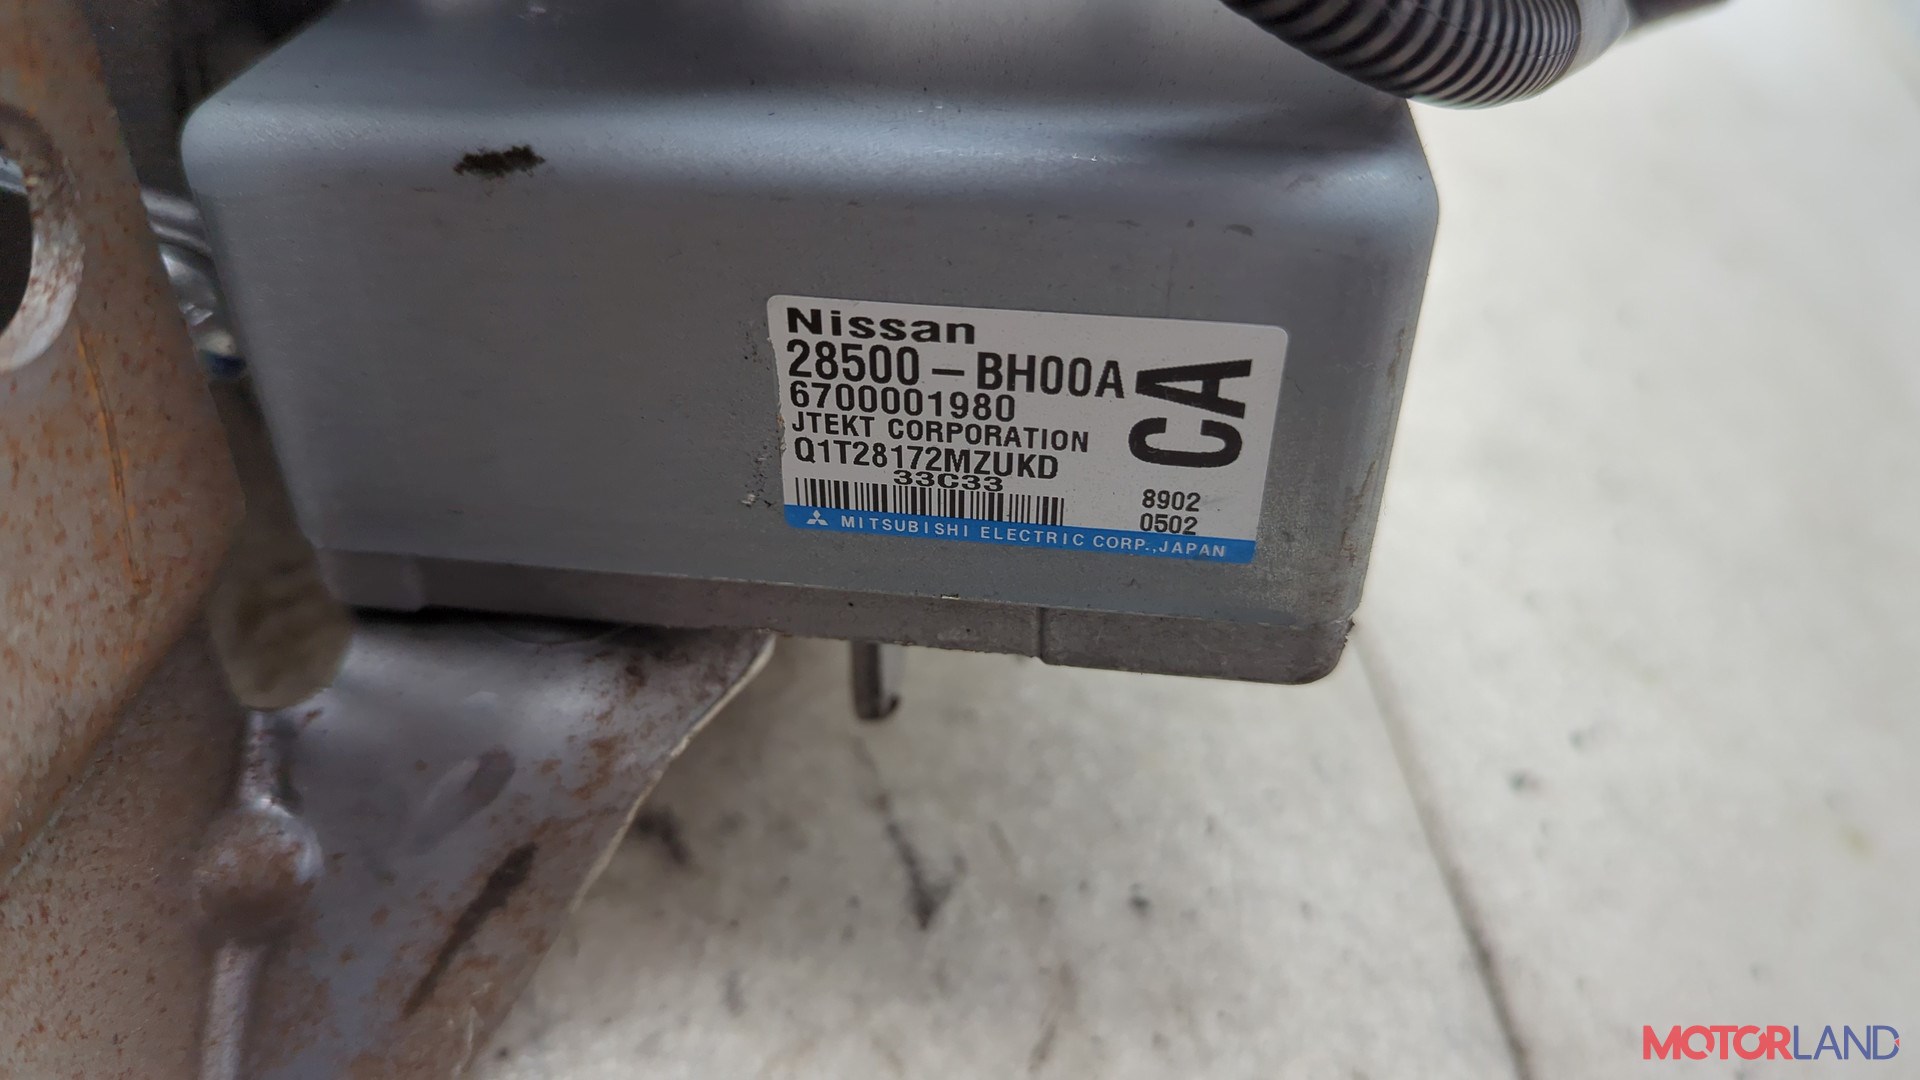 Nissan
28500-BH00A
6700001980
JTEKT CORPORATION
Q1T28172MZUKD
33C33
CA
8902
0502
MITSUBISHI ELECTRIC CORP.,JAPAN
MOTORLAND